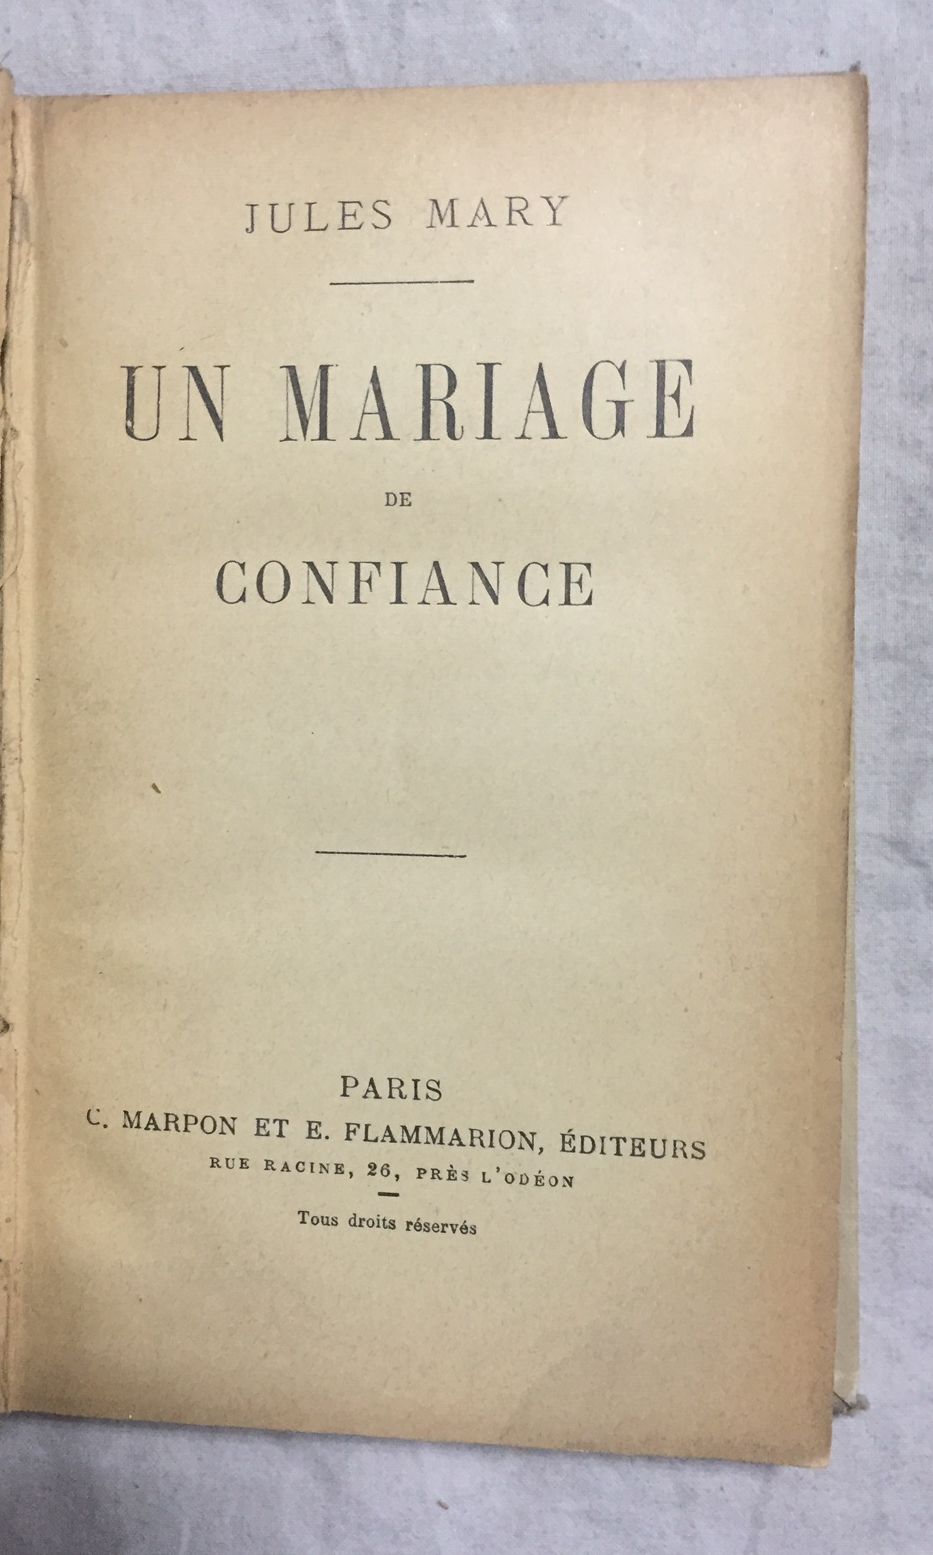 JULES MARY
UN MARIAGE
DE
CONFIANCE
PARIS
C. MARPON ET E. FLAMMARION, ÉDITEURS
RUE RACINE, 26, PRÈS L'ODÉON
Tous droits réservés